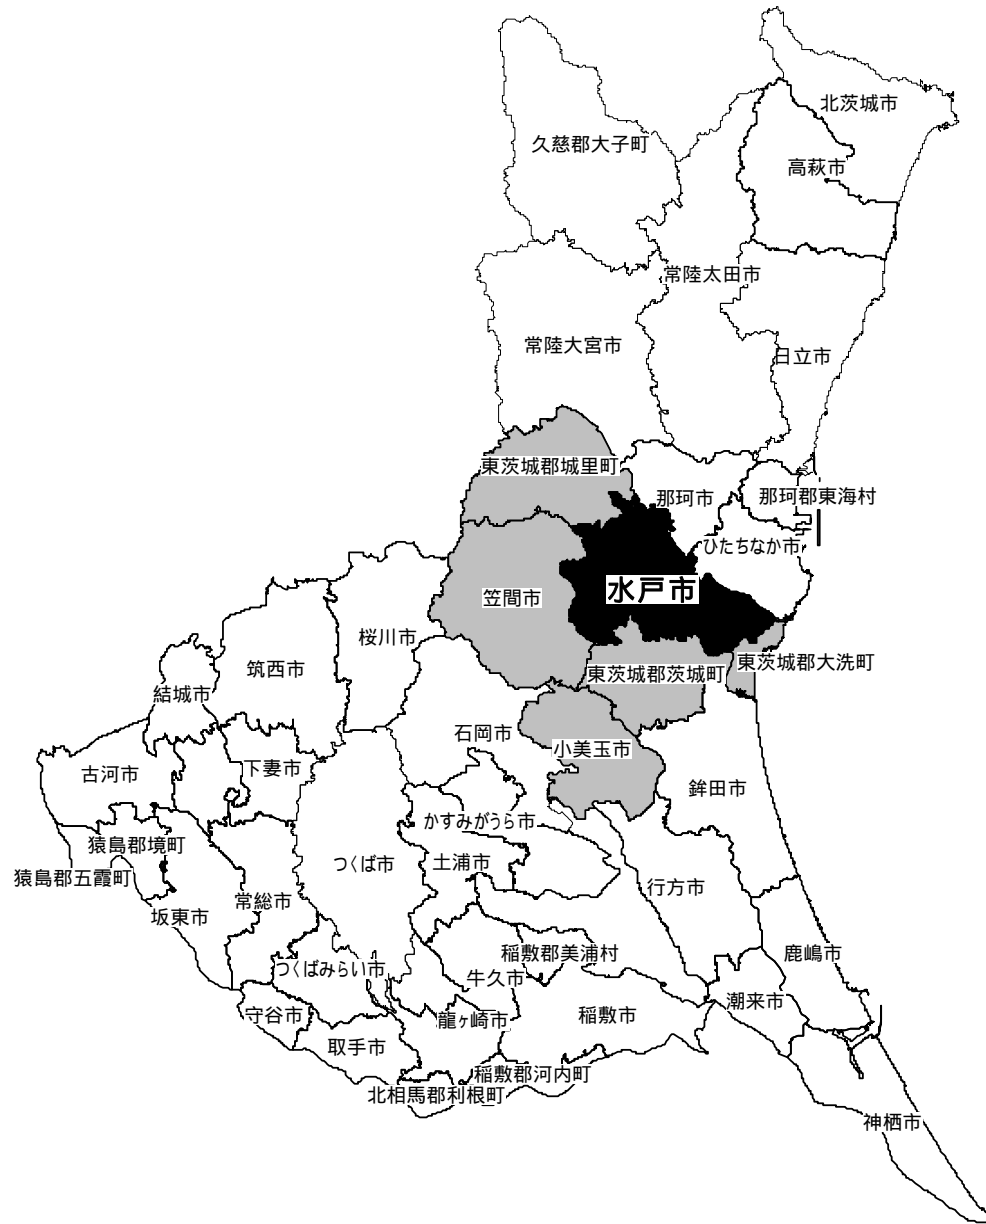 北茨城市
久慈郡大子町
高萩市
常陸太田市
常陸大宮市
日立市
東茨城郡城里町
那珂市
那珂郡東海村
ひたちなか市
水戸市
笠間市
桜川市
東茨城郡大洗町
筑西市
東茨城郡茨城町
結城市
石岡市
小美玉市
下妻市
古河市
鉾田市
かすみがうら市
猿島郡境町
つくば市
土浦市
猿島郡五霞町
行方市
常総市
坂東市
稲敷郡美浦村
鹿嶋市
つくばみらい市
牛久市
潮来市
守谷市
龍ヶ崎市
稲敷市
取手市
稲敷郡河内町
北相馬郡利根町
神栖市